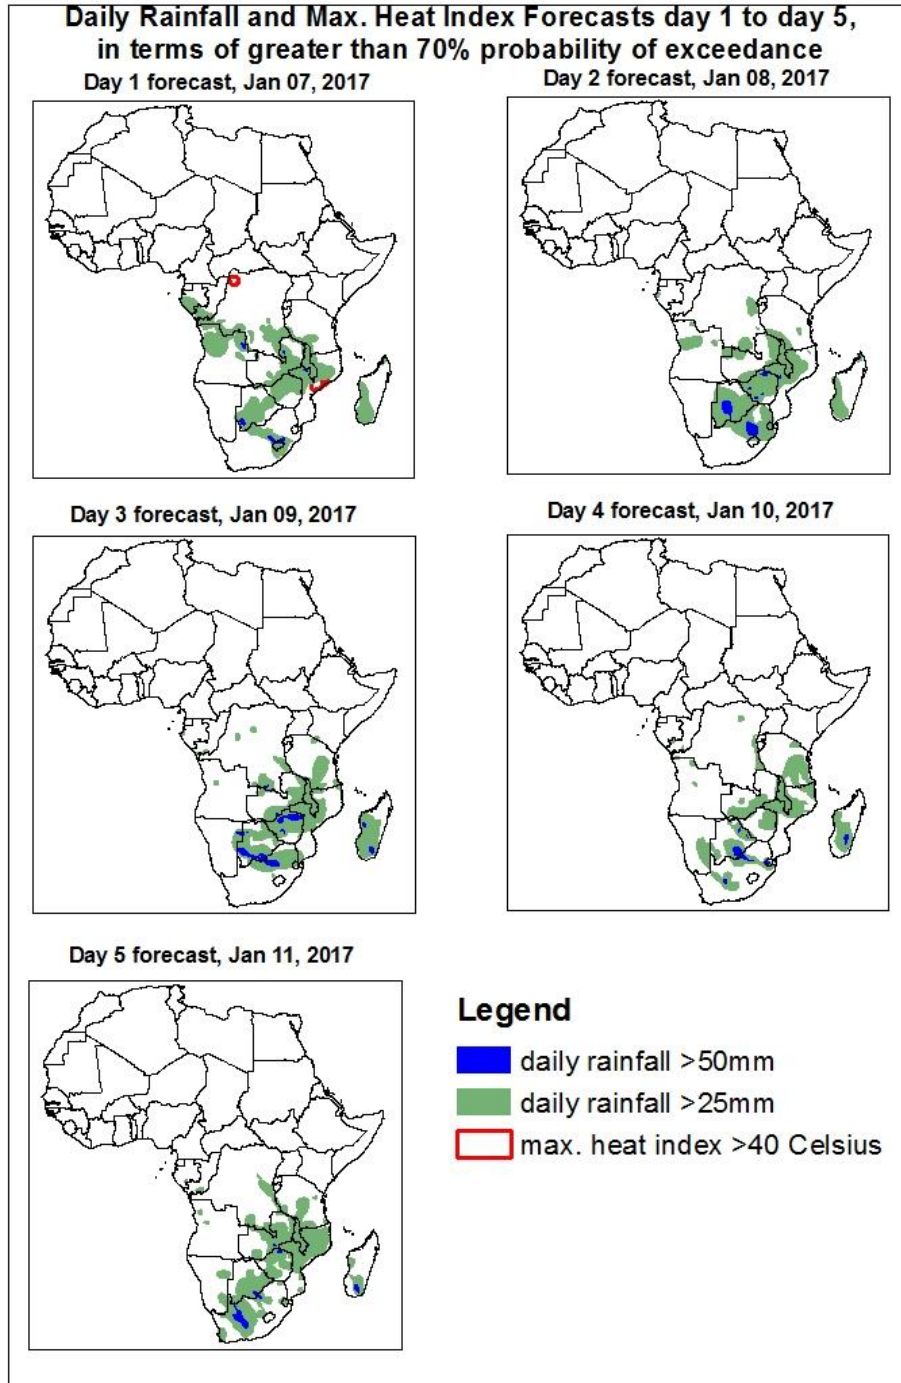 Daily Rainfall and Max. Heat Index Forecasts day 1 to day 5,
in terms of greater than 70% probability of exceedance
Day 1 forecast, Jan 07, 2017
Day 2 forecast, Jan 08, 2017
Day 3 forecast, Jan 09, 2017
Day 4 forecast, Jan 10, 2017
Day 5 forecast, Jan 11, 2017
Legend
daily rainfall >50mm
daily rainfall >25mm
max. heat index >40 Celsius